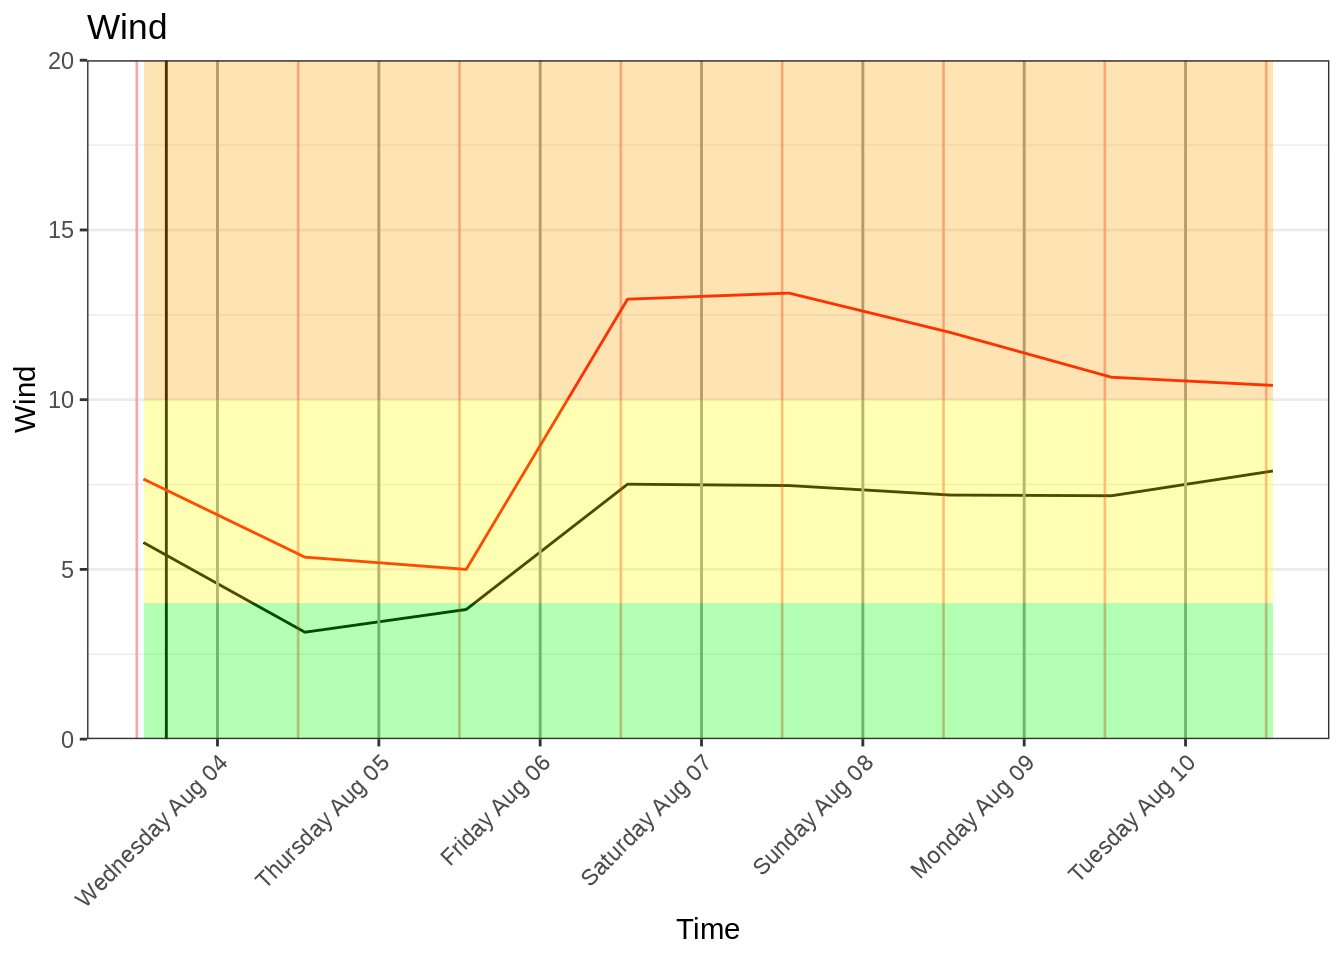 Wind
20
15
10
5
0
Wind
Wednesday Aug 04
Thursday Aug 05
Friday Aug 06
Saturday Aug 07
Sunday Aug 08
Monday Aug 09
Tuesday Aug 10
Time